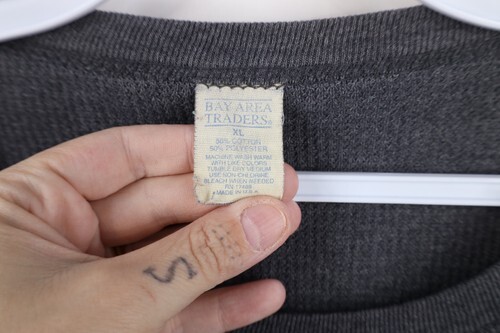 BAY AREA
TRADERS®
XL
50% COTTON
50% POLYESTER
MACHINE WASH WARM
WITH LIKE COLORS
TUMBLE DRY MEDIUM
USE NON-CHLORINE
BLEACH WHEN NEEDED
RN
MADE IN U.S.A.
S